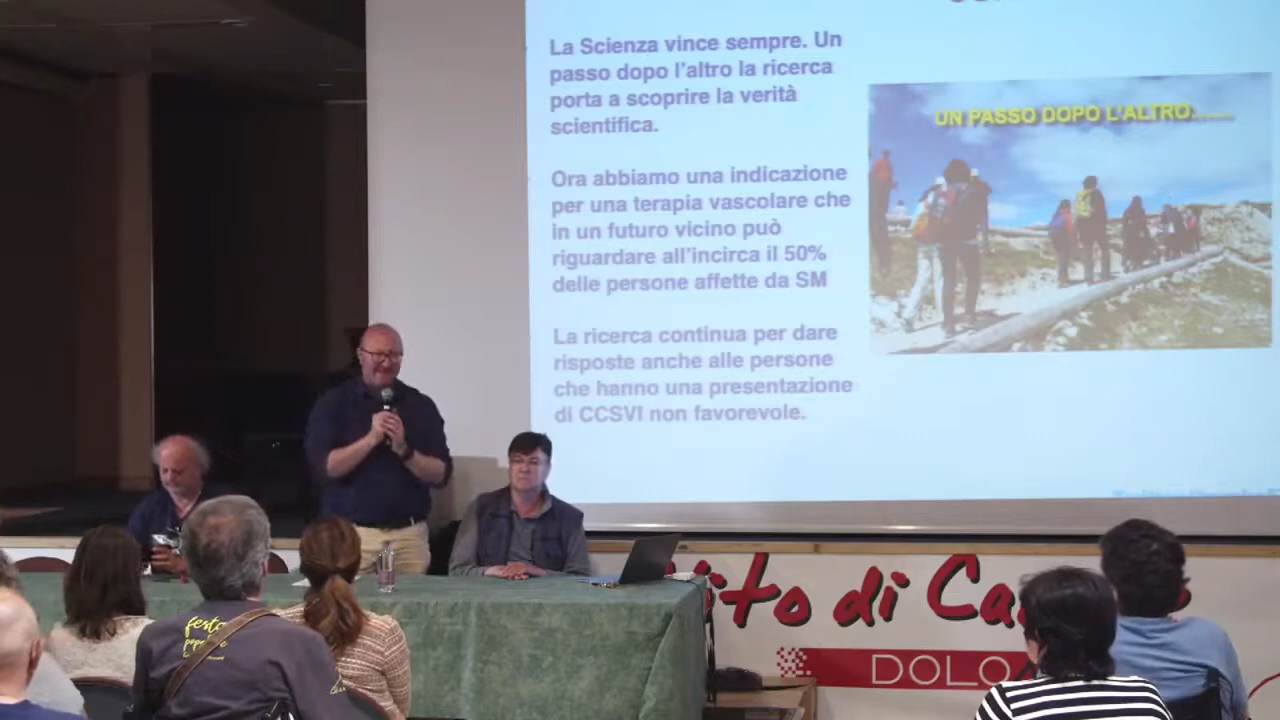 La Scienza vince sempre. Un
passo dopo l'altro la ricerca
porta a scoprire la verità
scientifica.
Ora abbiamo una indicazione
per una terapia vascolare che
in un futuro vicino può
riguardare all'incirca il 50%
delle persone affette da SM
La ricerca continua per dare
risposte anche alle persone
che hanno una presentazione
di CCSVI non favorevole.
UN PASSO DOPO L'ALTRO......
di Ca
DOLO
festa